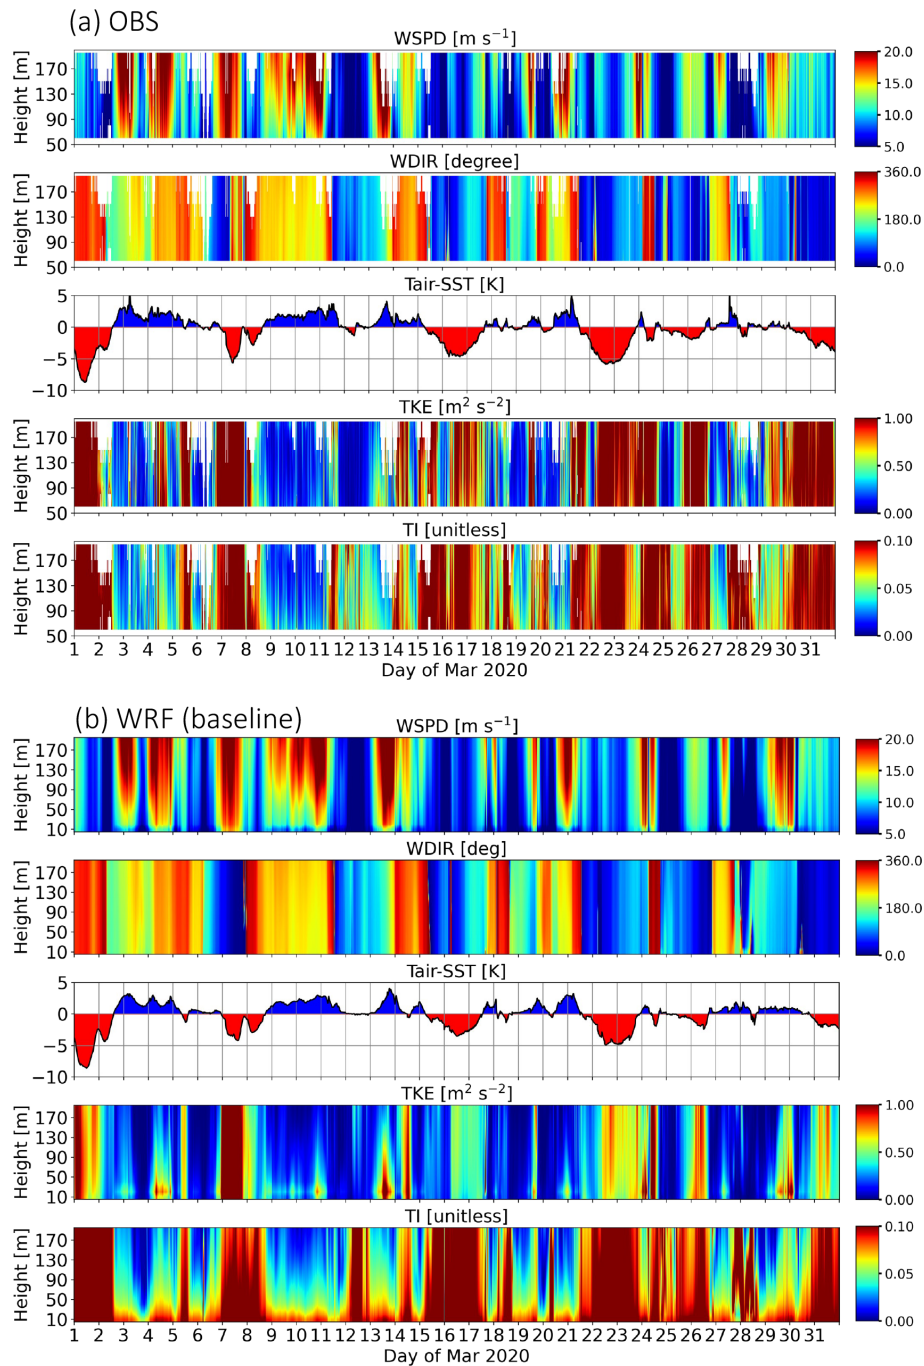 (a) OBS
WSPD [m s⁻¹]
Height [m]
170
130
90
50
20.0
15.0
10.0
5.0
WDIR [degree]
Height [m]
170
130
90
50
360.0
180.0
0.0
Tair-SST [K]
5
0
−5
−10
TKE [m² s⁻²]
Height [m]
170
130
90
50
1.00
0.50
0.00
TI [unitless]
Height [m]
170
130
90
50
0.10
0.05
0.00
1 2 3 4 5 6 7 8 9 10 11 12 13 14 15 16 17 18 19 20 21 22 23 24 25 26 27 28 29 30 31
Day of Mar 2020
(b) WRF (baseline)
WSPD [m s⁻¹]
Height [m]
170
130
90
50
10
20.0
15.0
10.0
5.0
WDIR [deg]
Height [m]
170
130
90
50
10
360.0
180.0
0.0
Tair-SST [K]
5
0
−5
−10
TKE [m² s⁻²]
Height [m]
170
130
90
50
10
1.00
0.50
0.00
TI [unitless]
Height [m]
170
130
90
50
10
0.10
0.05
0.00
1 2 3 4 5 6 7 8 9 10 11 12 13 14 15 16 17 18 19 20 21 22 23 24 25 26 27 28 29 30 31
Day of Mar 2020